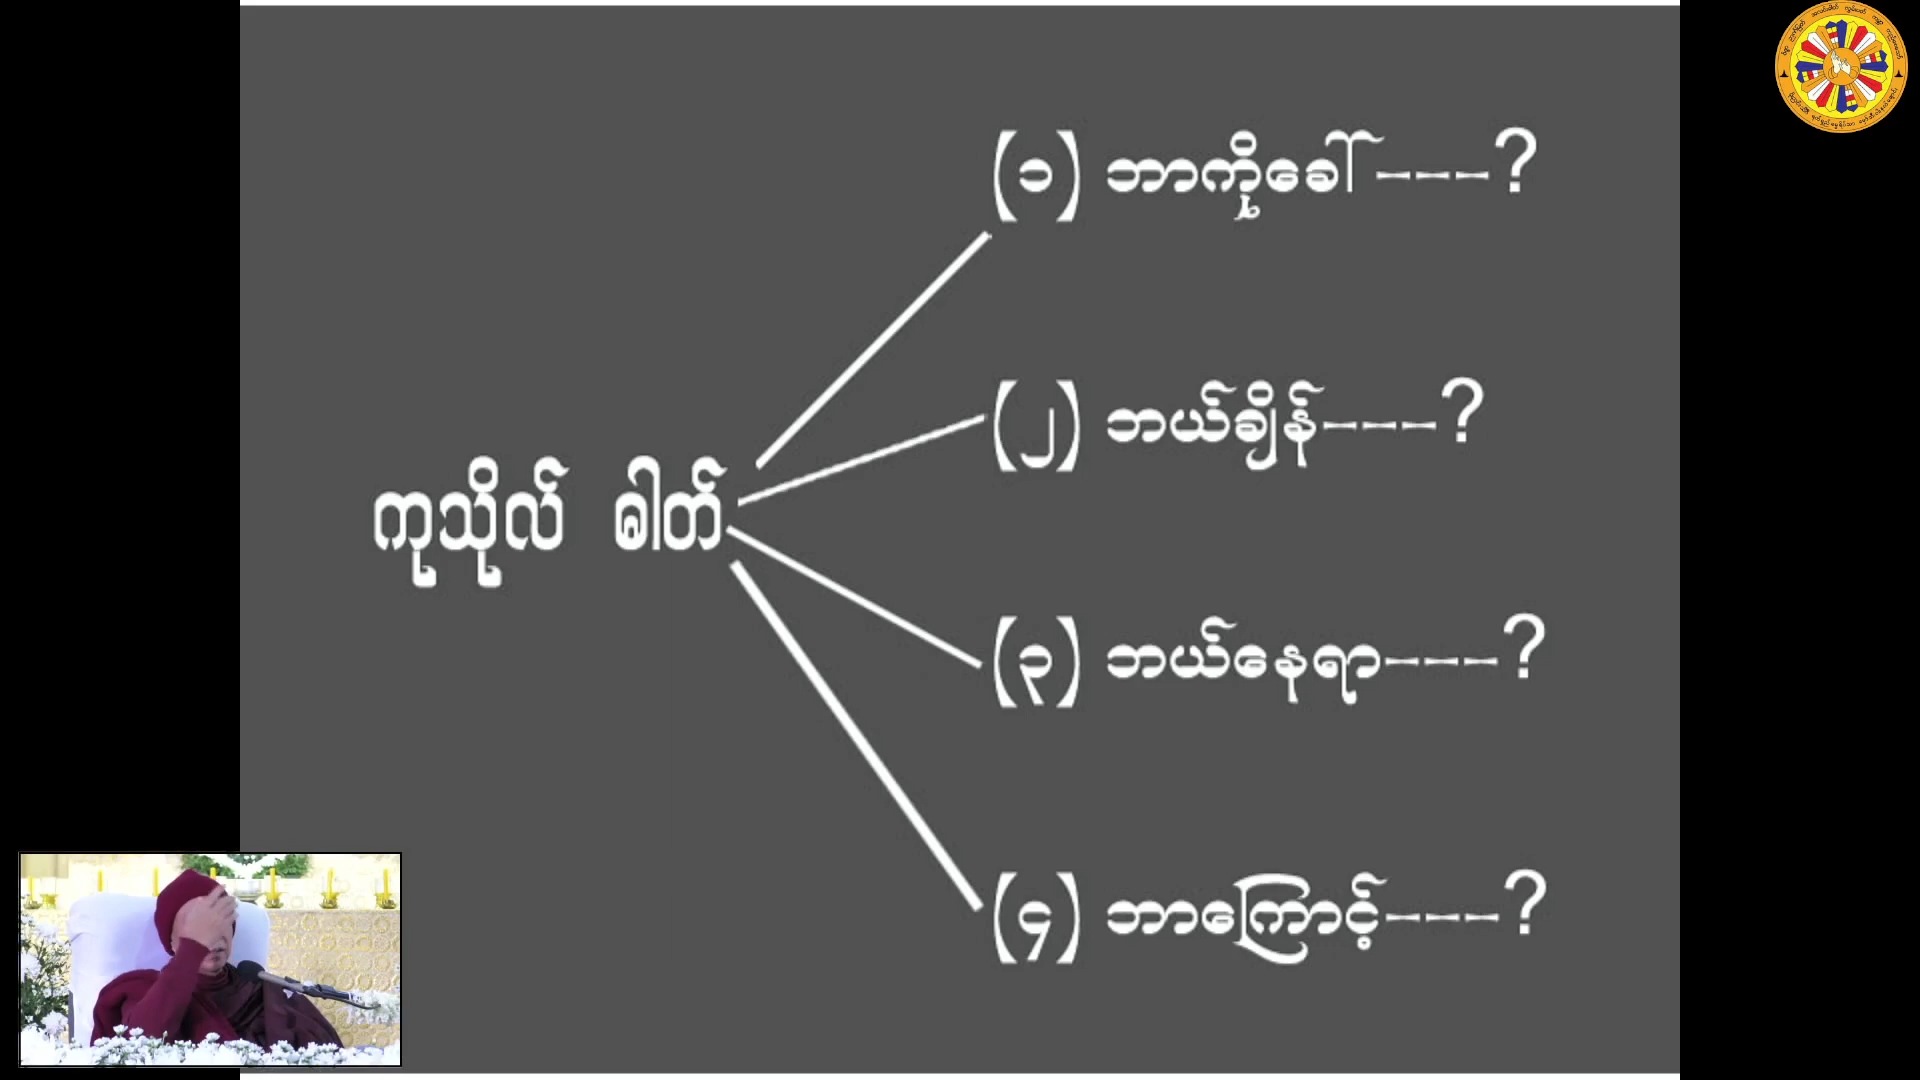 ကုသိုလ် ဓါတ်
(၁) ဘာကိုခေါ်---?
(၂) ဘယ်ချိန်---?
(၃) ဘယ်နေရာ---?
(၄) ဘာကြောင့်---?